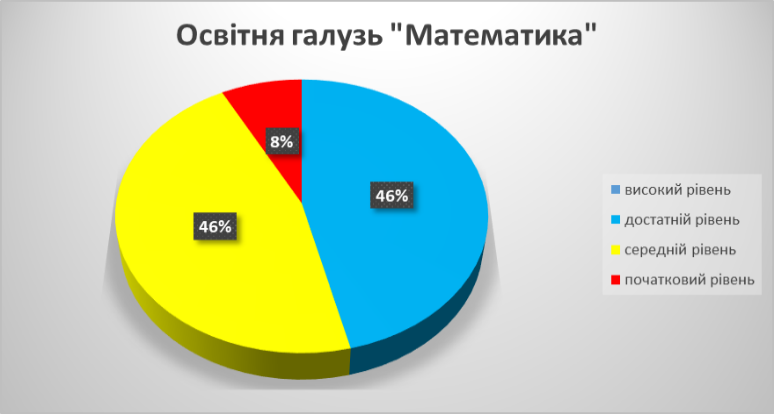 Освітня галузь "Математика"
8%
46%
46%
високий рівень
достатній рівень
середній рівень
початковий рівень